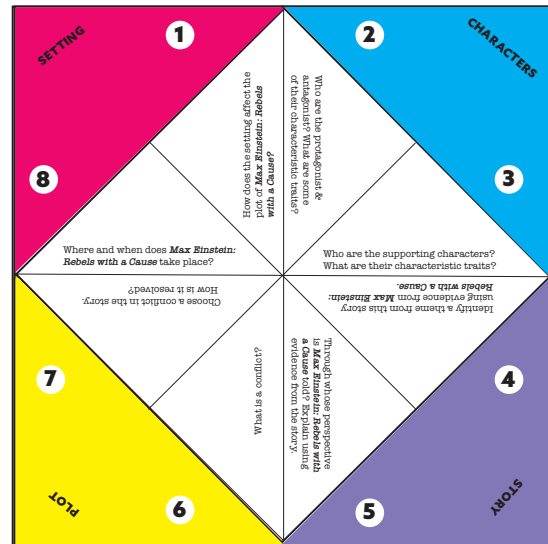 SETTING
1
2
CHARACTERS
8
3
How does the setting affect the
plot of Max Einstein: Rebels
with a Cause?
Who are the protagonist &
antagonist? What are some
of their characteristic traits?
Where and when does Max Einstein:
Rebels with a Cause take place?
Who are the supporting characters?
What are their characteristic traits?
Choose a conflict in the story.
How is it resolved?
Identify a theme from this story
using evidence from Max Einstein:
Rebels with a Cause.
What is a conflict?
Through whose perspective
is Max Einstein: Rebels with
a Cause told? Explain using
evidence from the story.
7
4
PLOT
6
5
STORY